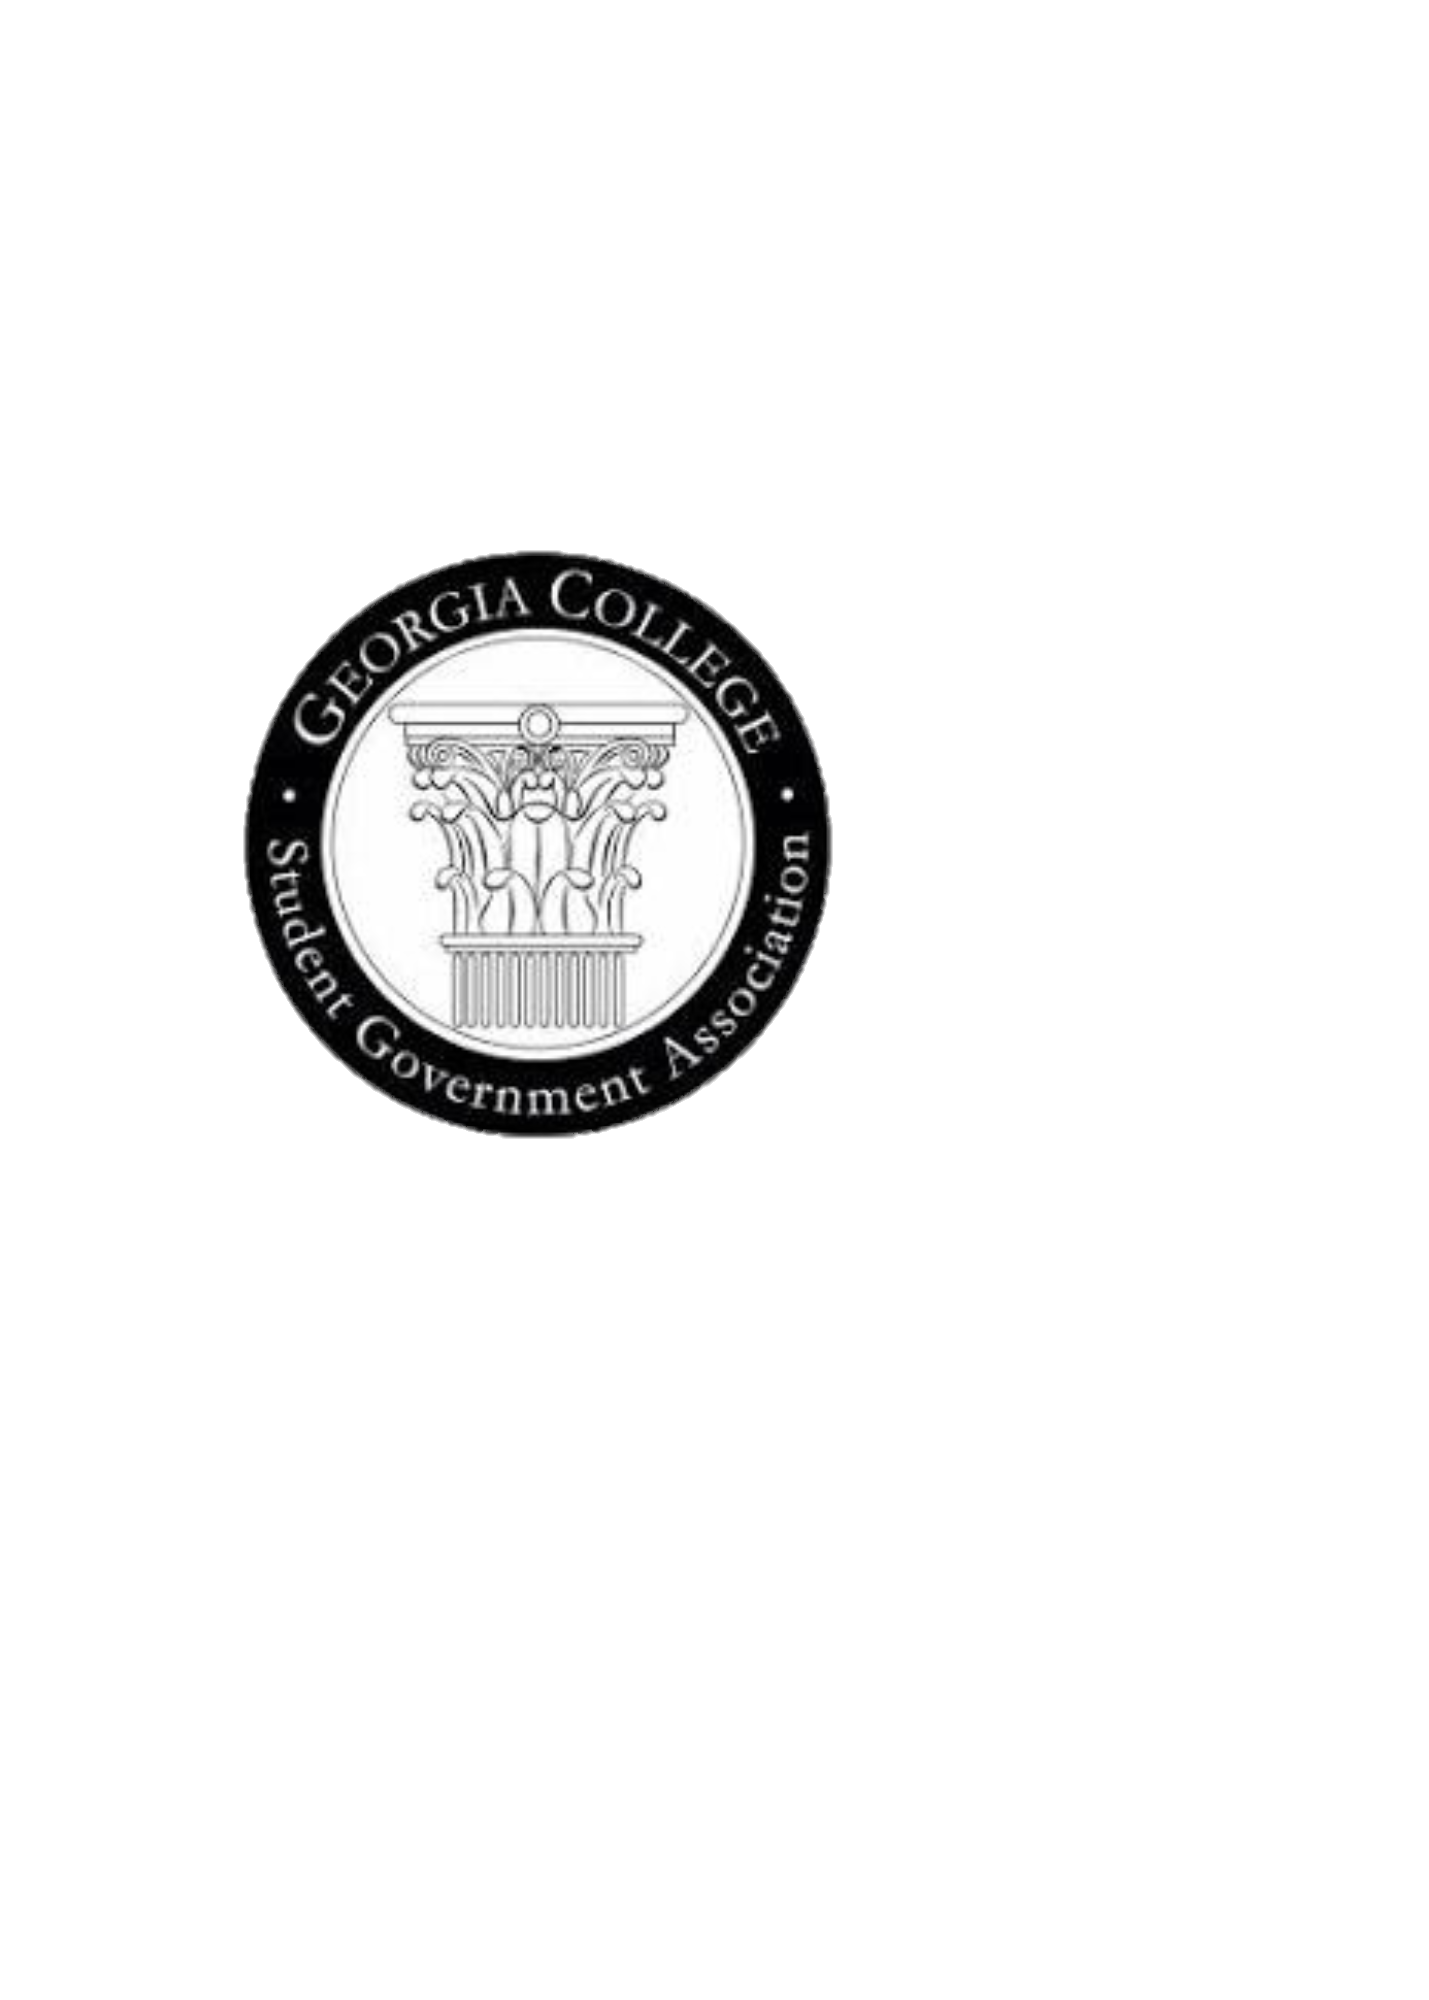 GEORGIA COLLEGE
Student Government Association